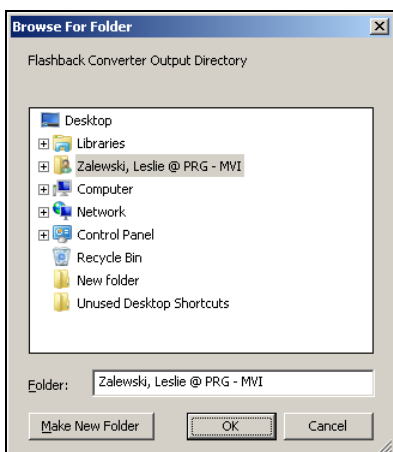 Browse For Folder
Flashback Converter Output Directory
Desktop
Libraries
Zalewski, Leslie @ PRG - MVI
Computer
Network
Control Panel
Recycle Bin
New folder
Unused Desktop Shortcuts
Folder: Zalewski, Leslie @ PRG - MVI
Make New Folder OK Cancel